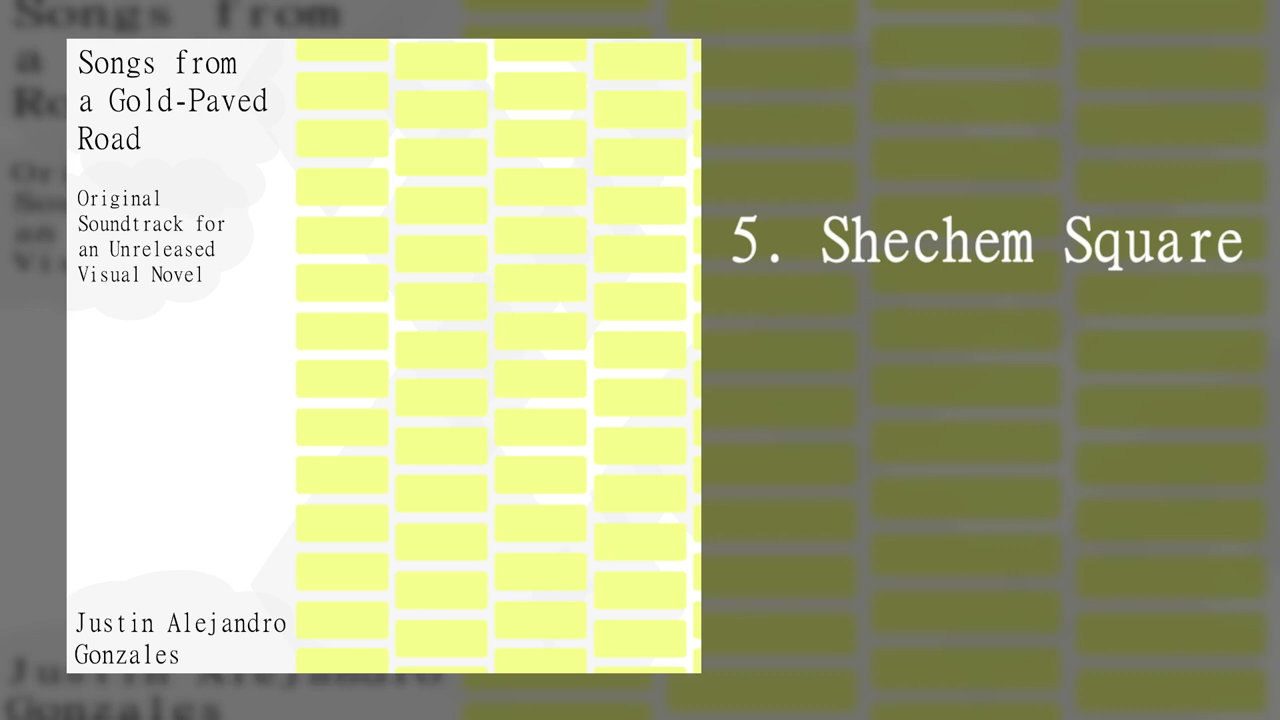 Songs from
a Gold-Paved
Road
Original
Soundtrack for
an Unreleased
Visual Novel
5. Shechem Square
Justin Alejandro
Gonzales